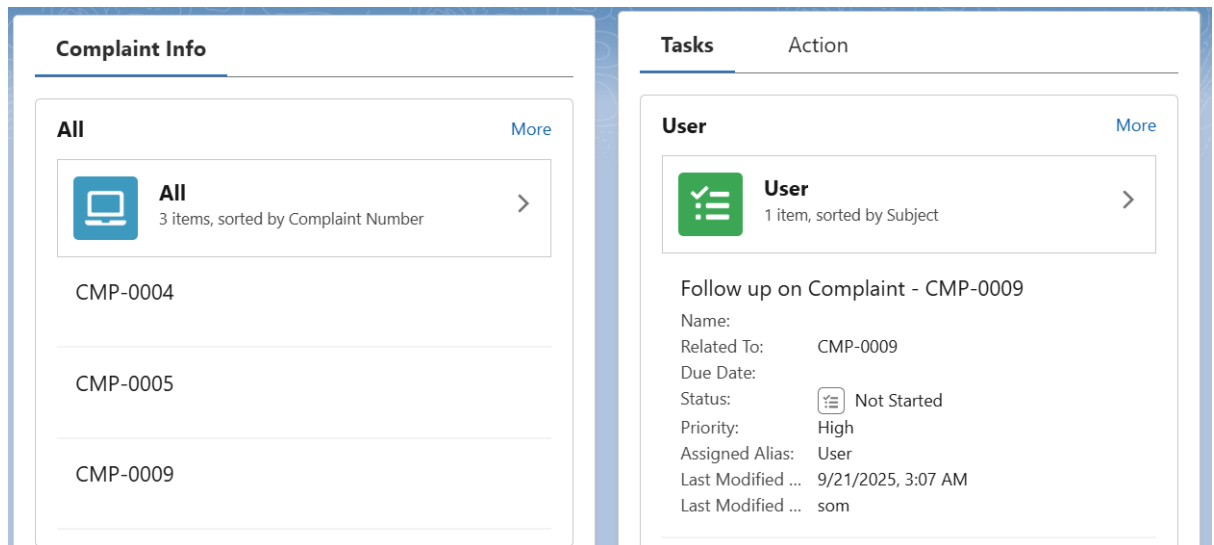 Complaint Info
All
More
All
3 items, sorted by Complaint Number
CMP-0004
CMP-0005
CMP-0009
Tasks
Action
User
More
User
1 item, sorted by Subject
Follow up on Complaint - CMP-0009
Name:
Related To: CMP-0009
Due Date:
Status: Not Started
Priority: High
Assigned Alias: User
Last Modified ... 9/21/2025, 3:07 AM
Last Modified ... som